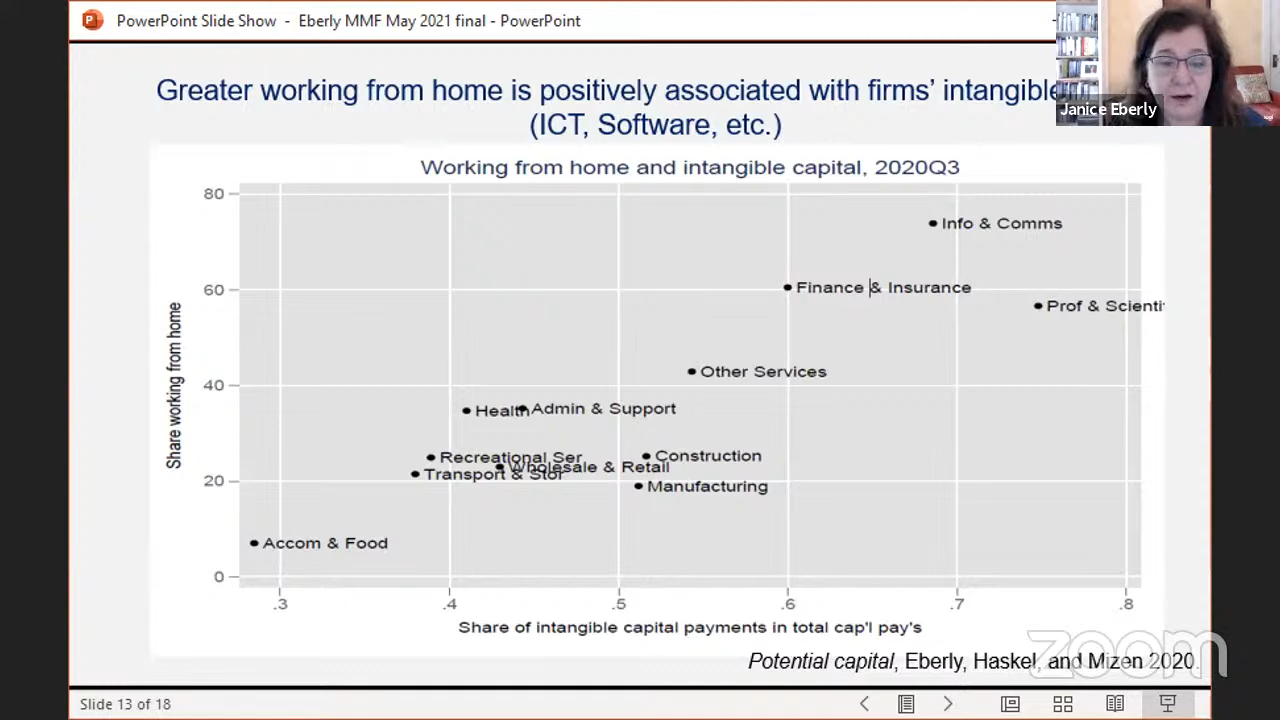 PowerPoint Slide Show - Eberly MMF May 2021 final - PowerPoint
Janice Eberly
Greater working from home is positively associated with firms' intangible
(ICT, Software, etc.)
Working from home and intangible capital, 2020Q3
Share working from home
80
60
40
20
0
Info & Comms
Finance & Insurance
Prof & Scienti
Other Services
Health
Admin & Support
Recreational Ser
Construction
Wholesale & Retail
Transport & Stor
Manufacturing
Accom & Food
.3 .4 .5 .6 .7 .8
Share of intangible capital payments in total cap'l pay's
Potential capital, Eberly, Haskel, and Mizen 2020.
zoom
Slide 13 of 18